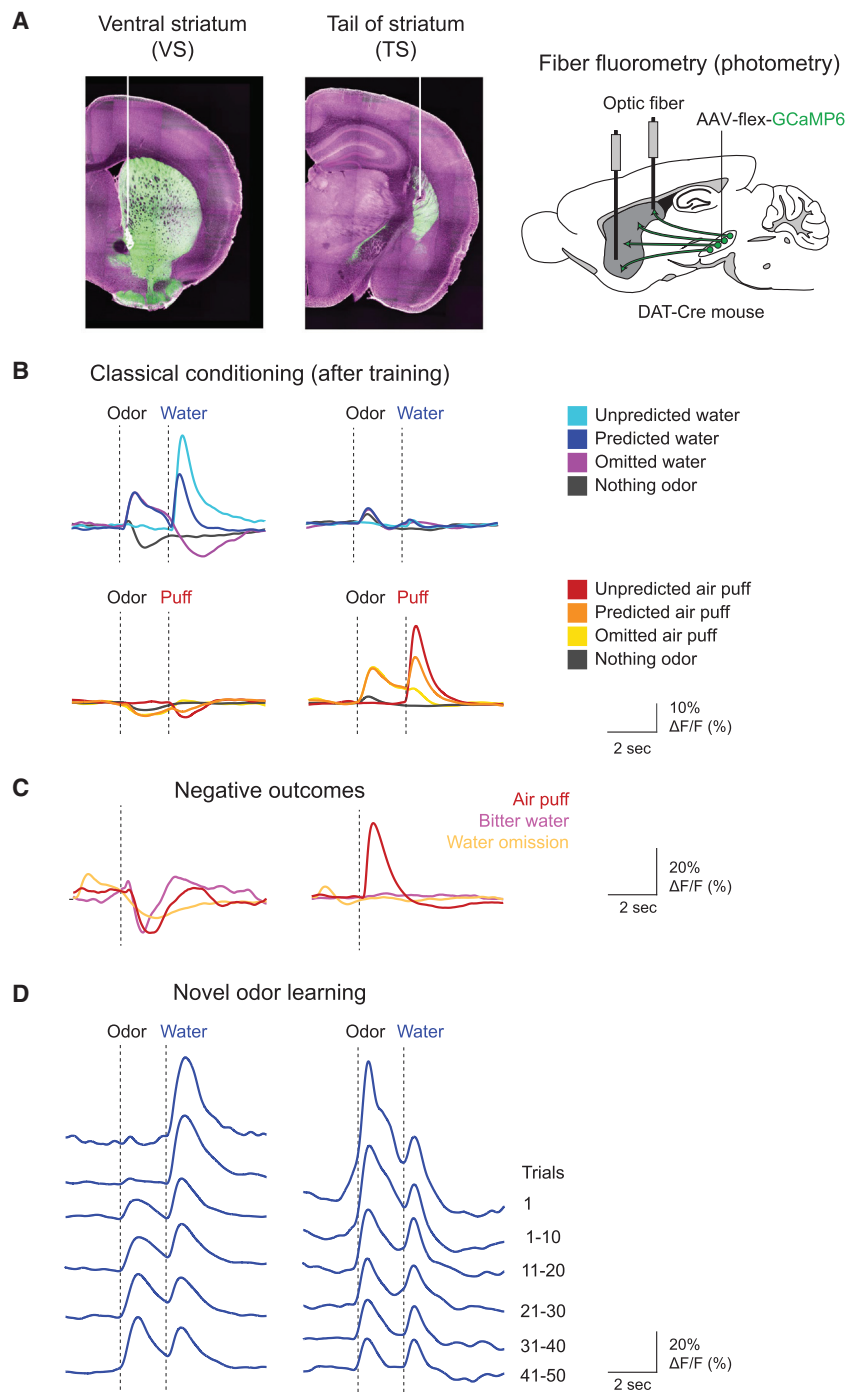 A
Ventral striatum
(VS)
Tail of striatum
(TS)
Fiber fluorometry (photometry)
Optic fiber
AAV-flex-GCaMP6
DAT-Cre mouse
B
Classical conditioning (after training)
Odor Water
Odor Water
Unpredicted water
Predicted water
Omitted water
Nothing odor
Odor Puff
Odor Puff
Unpredicted air puff
Predicted air puff
Omitted air puff
Nothing odor
10%
ΔF/F (%)
2 sec
C
Negative outcomes
Air puff
Bitter water
Water omission
20%
ΔF/F (%)
2 sec
D
Novel odor learning
Odor Water
Odor Water
Trials
1
1-10
11-20
21-30
31-40
41-50
20%
ΔF/F (%)
2 sec